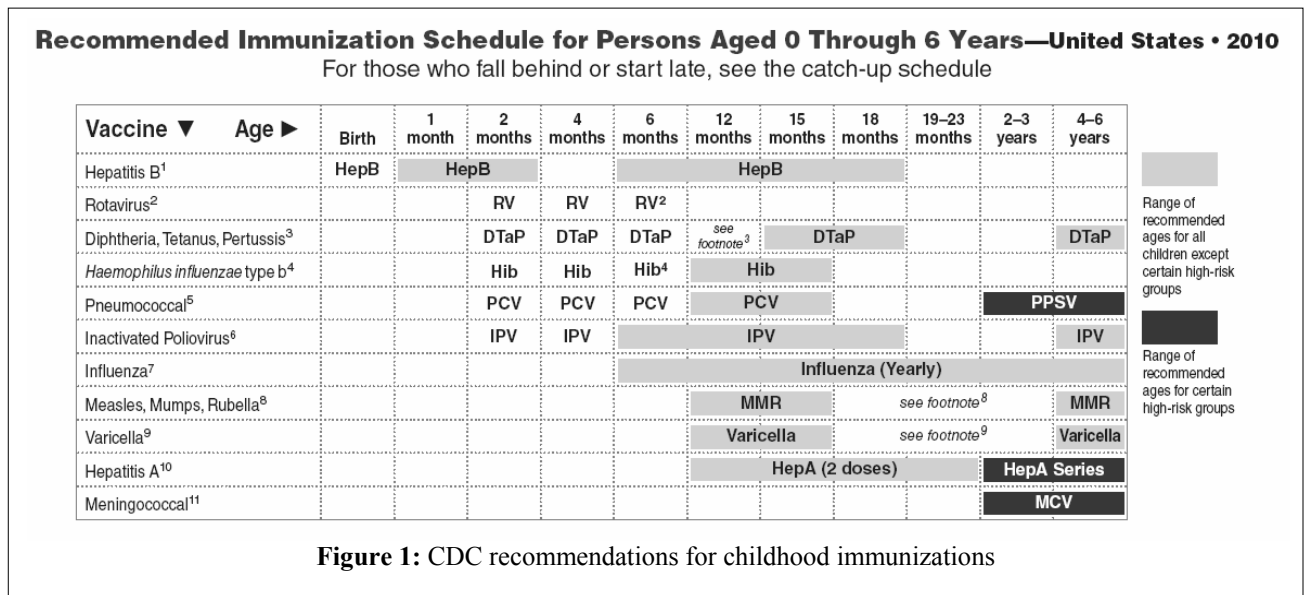 Recommended Immunization Schedule for Persons Aged 0 Through 6 Years—United States • 2010
For those who fall behind or start late, see the catch-up schedule
Vaccine ▼ Age ► Birth 1 month 2 months 4 months 6 months 12 months 15 months 18 months 19–23 months 2–3 years 4–6 years
Hepatitis B¹ HepB HepB HepB
Rotavirus² RV RV RV²
Diphtheria, Tetanus, Pertussis³ DTaP DTaP DTaP see footnote³ DTaP DTaP
Haemophilus influenzae type b⁴ Hib Hib Hib⁴ Hib
Pneumococcal⁵ PCV PCV PCV PCV PPSV
Inactivated Poliovirus⁶ IPV IPV IPV IPV
Influenza⁷ Influenza (Yearly)
Measles, Mumps, Rubella⁸ MMR see footnote⁸ MMR
Varicella⁹ Varicella see footnote⁹ Varicella
Hepatitis A¹⁰ HepA (2 doses) HepA Series
Meningococcal¹¹ MCV
Range of
recommended
ages for all
children except
certain high-risk
groups
Range of
recommended
ages for certain
high-risk groups
Figure 1: CDC recommendations for childhood immunizations